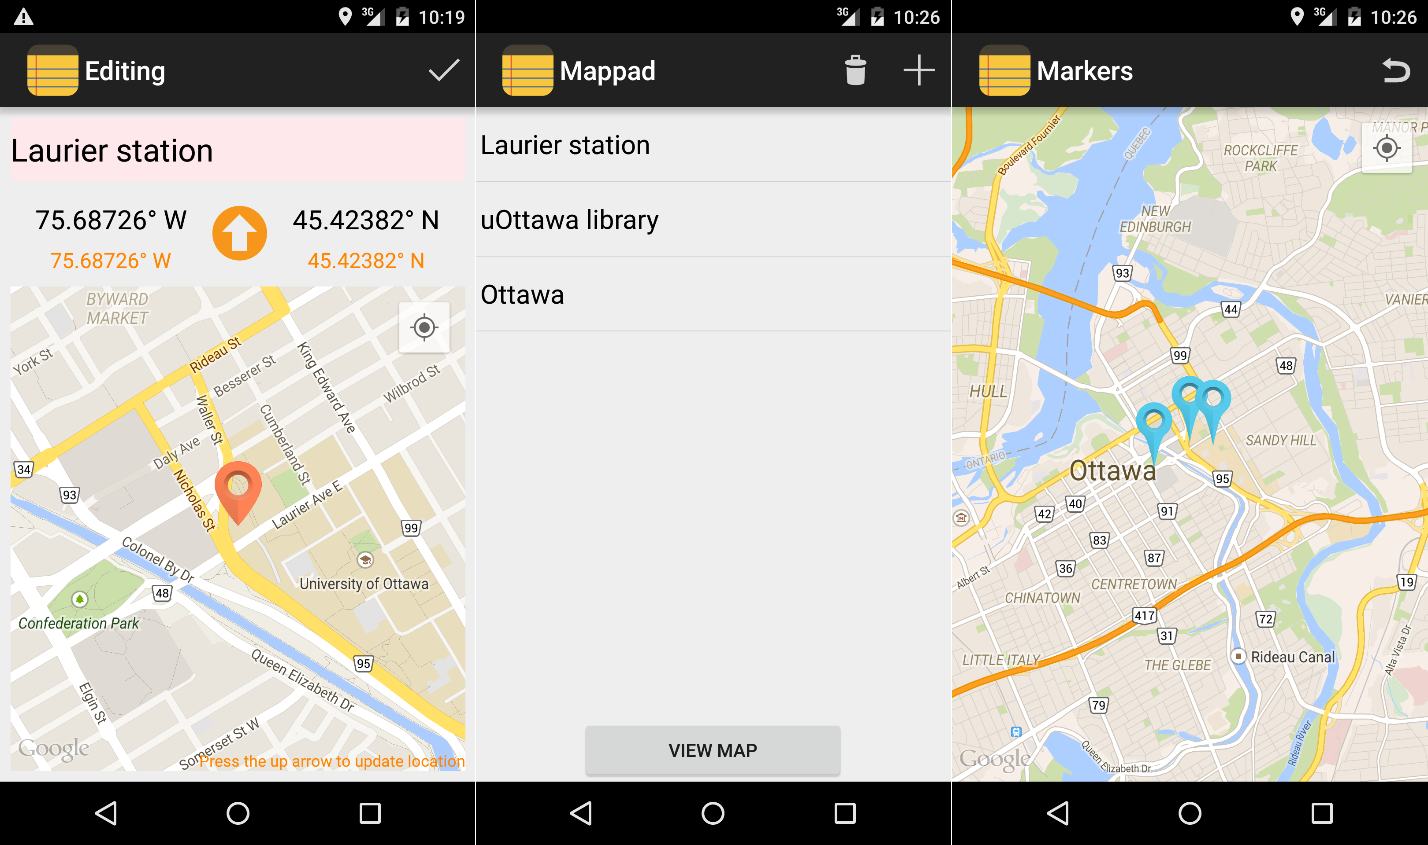 3G 10:19
Editing
Laurier station
75.68726° W
45.42382° N
75.68726° W
45.42382° N
BYWARD
MARKET
York St
Rideau St
Besserer St
King Edward Ave
Wilbrod St
Waller St
Cumberland St
Daly Ave
34
93
Nicholas St
Laurier Ave E
99
Colonel By Dr
University of Ottawa
48
Confederation Park
Queen Elizabeth Dr
95
Elgin St
Somerset St W
Google
Press the up arrow to update location
3G 10:26
Mappad
Laurier station
uOttawa library
Ottawa
VIEW MAP
3G 10:26
Markers
Boulevard Fournier
QUEBEC
MANOR P
ROCKCLIFFE
PARK
NEW
EDINBURGH
93
44
VANIER
99
48
HULL
SANDY HILL
ONTARIO
Ottawa
95
40
42
91
83
87
36
Albert St
CENTRETOWN
19
CHINATOWN
417
72
31
LITTLE ITALY
THE GLEBE
Rideau Canal
Alta Vista Dr
79
Rideau River
Queen Elizabeth Dr
Google